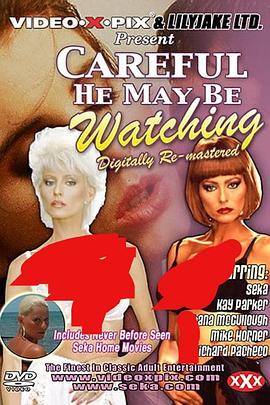 VIDEO·X·PIX & LILYJAKE LTD.
Present
CAREFUL
HE MAY BE
Watching
Digitally Re-mastered
SEKA
KAY PARKER
MIKE HORNER
RICHARD PACHECO
Includes Never Before Seen
Seka Home Movies
DVD
VIDEO
The Finest In Classic Adult Entertainment
www.videoxpix.com
www.seka.com
XXX